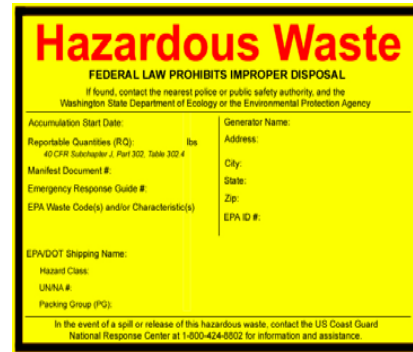 Hazardous Waste
FEDERAL LAW PROHIBITS IMPROPER DISPOSAL
If found, contact the nearest police or public safety authority, and the
Washington State Department of Ecology or the Environmental Protection Agency
Accumulation Start Date:
Reportable Quantities (RQ): lbs
40 CFR Subchapter J, Part 302, Table 302.4
Manifest Document #:
Emergency Response Guide #:
EPA Waste Code(s) and/or Characteristic(s)
Generator Name:
Address:
City:
State:
Zip:
EPA ID #:
EPA/DOT Shipping Name:
Hazard Class:
UN/NA #:
Packing Group (PG):
In the event of a spill or release of this hazardous waste, contact the US Coast Guard
National Response Center at 1-800-424-8802 for information and assistance.